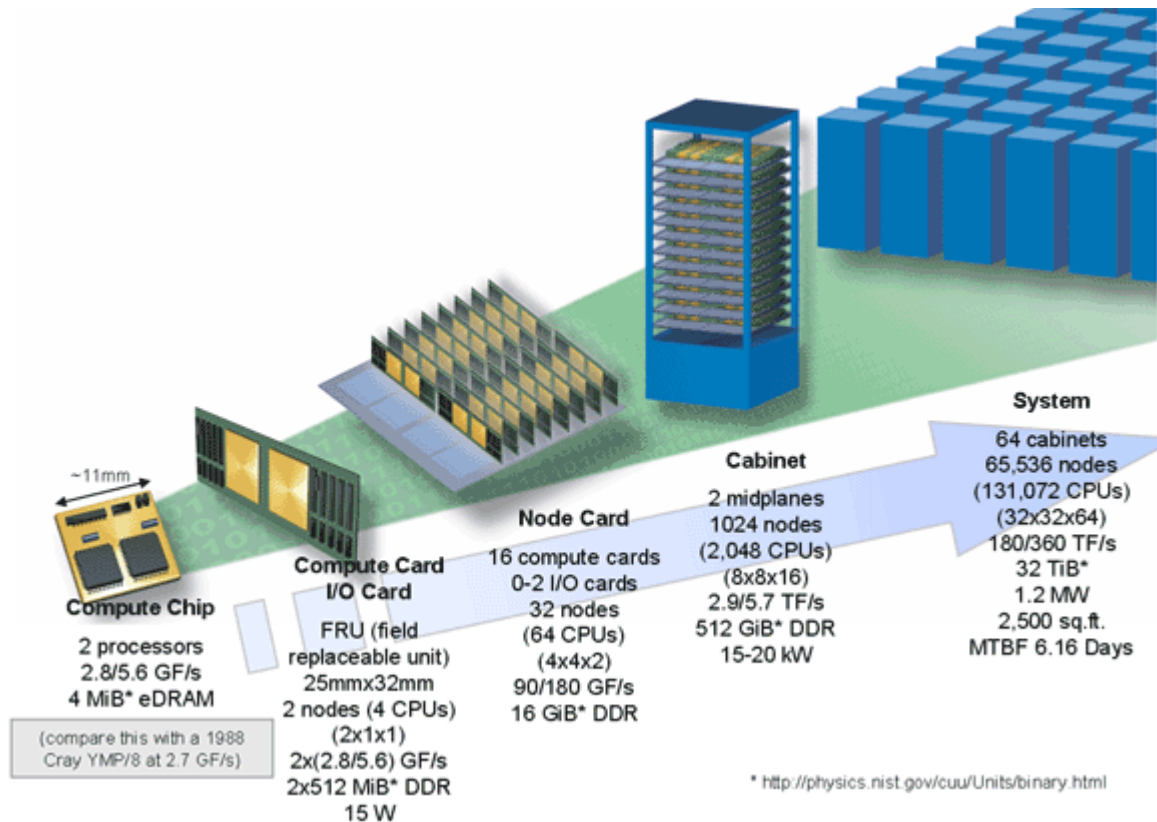 ~11mm
Compute Chip
2 processors
2.8/5.6 GF/s
4 MiB* eDRAM
(compare this with a 1988
Cray YMP/8 at 2.7 GF/s)
Compute Card
I/O Card
FRU (field
replaceable unit)
25mmx32mm
2 nodes (4 CPUs)
(2x1x1)
2x(2.8/5.6) GF/s
2x512 MiB* DDR
15 W
Node Card
16 compute cards
0-2 I/O cards
32 nodes
(64 CPUs)
(4x4x2)
90/180 GF/s
16 GiB* DDR
Cabinet
2 midplanes
1024 nodes
(2,048 CPUs)
(8x8x16)
2.9/5.7 TF/s
512 GiB* DDR
15-20 kW
System
64 cabinets
65,536 nodes
(131,072 CPUs)
(32x32x64)
180/360 TF/s
32 TiB*
1.2 MW
2,500 sq.ft.
MTBF 6.16 Days
* http://physics.nist.gov/cuu/Units/binary.html